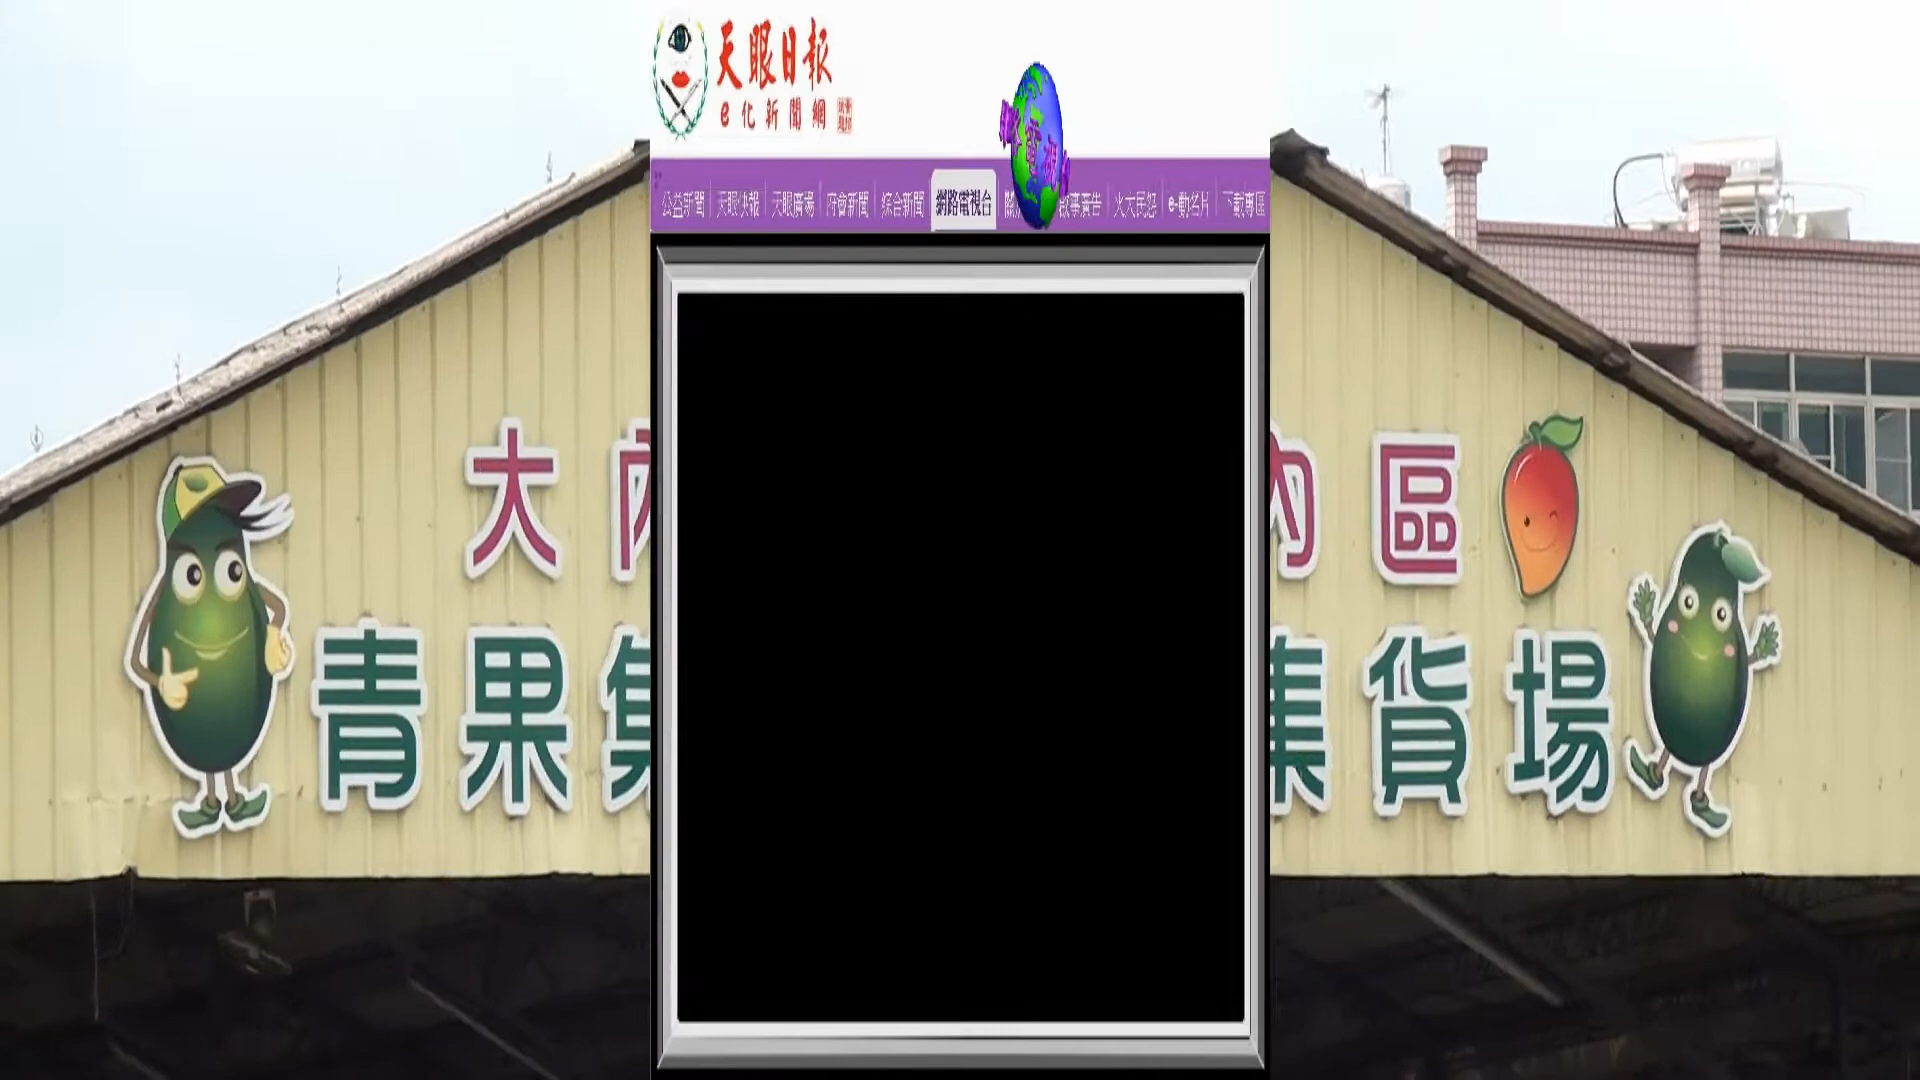 天眼日報
e化新聞網
公益新聞 天眼快報 天眼廣場 府會新聞 綜合新聞 網路電視台 啟事廣告 火大民怨 e-動名片 下載專區
大內
內區
青果集
集貨場